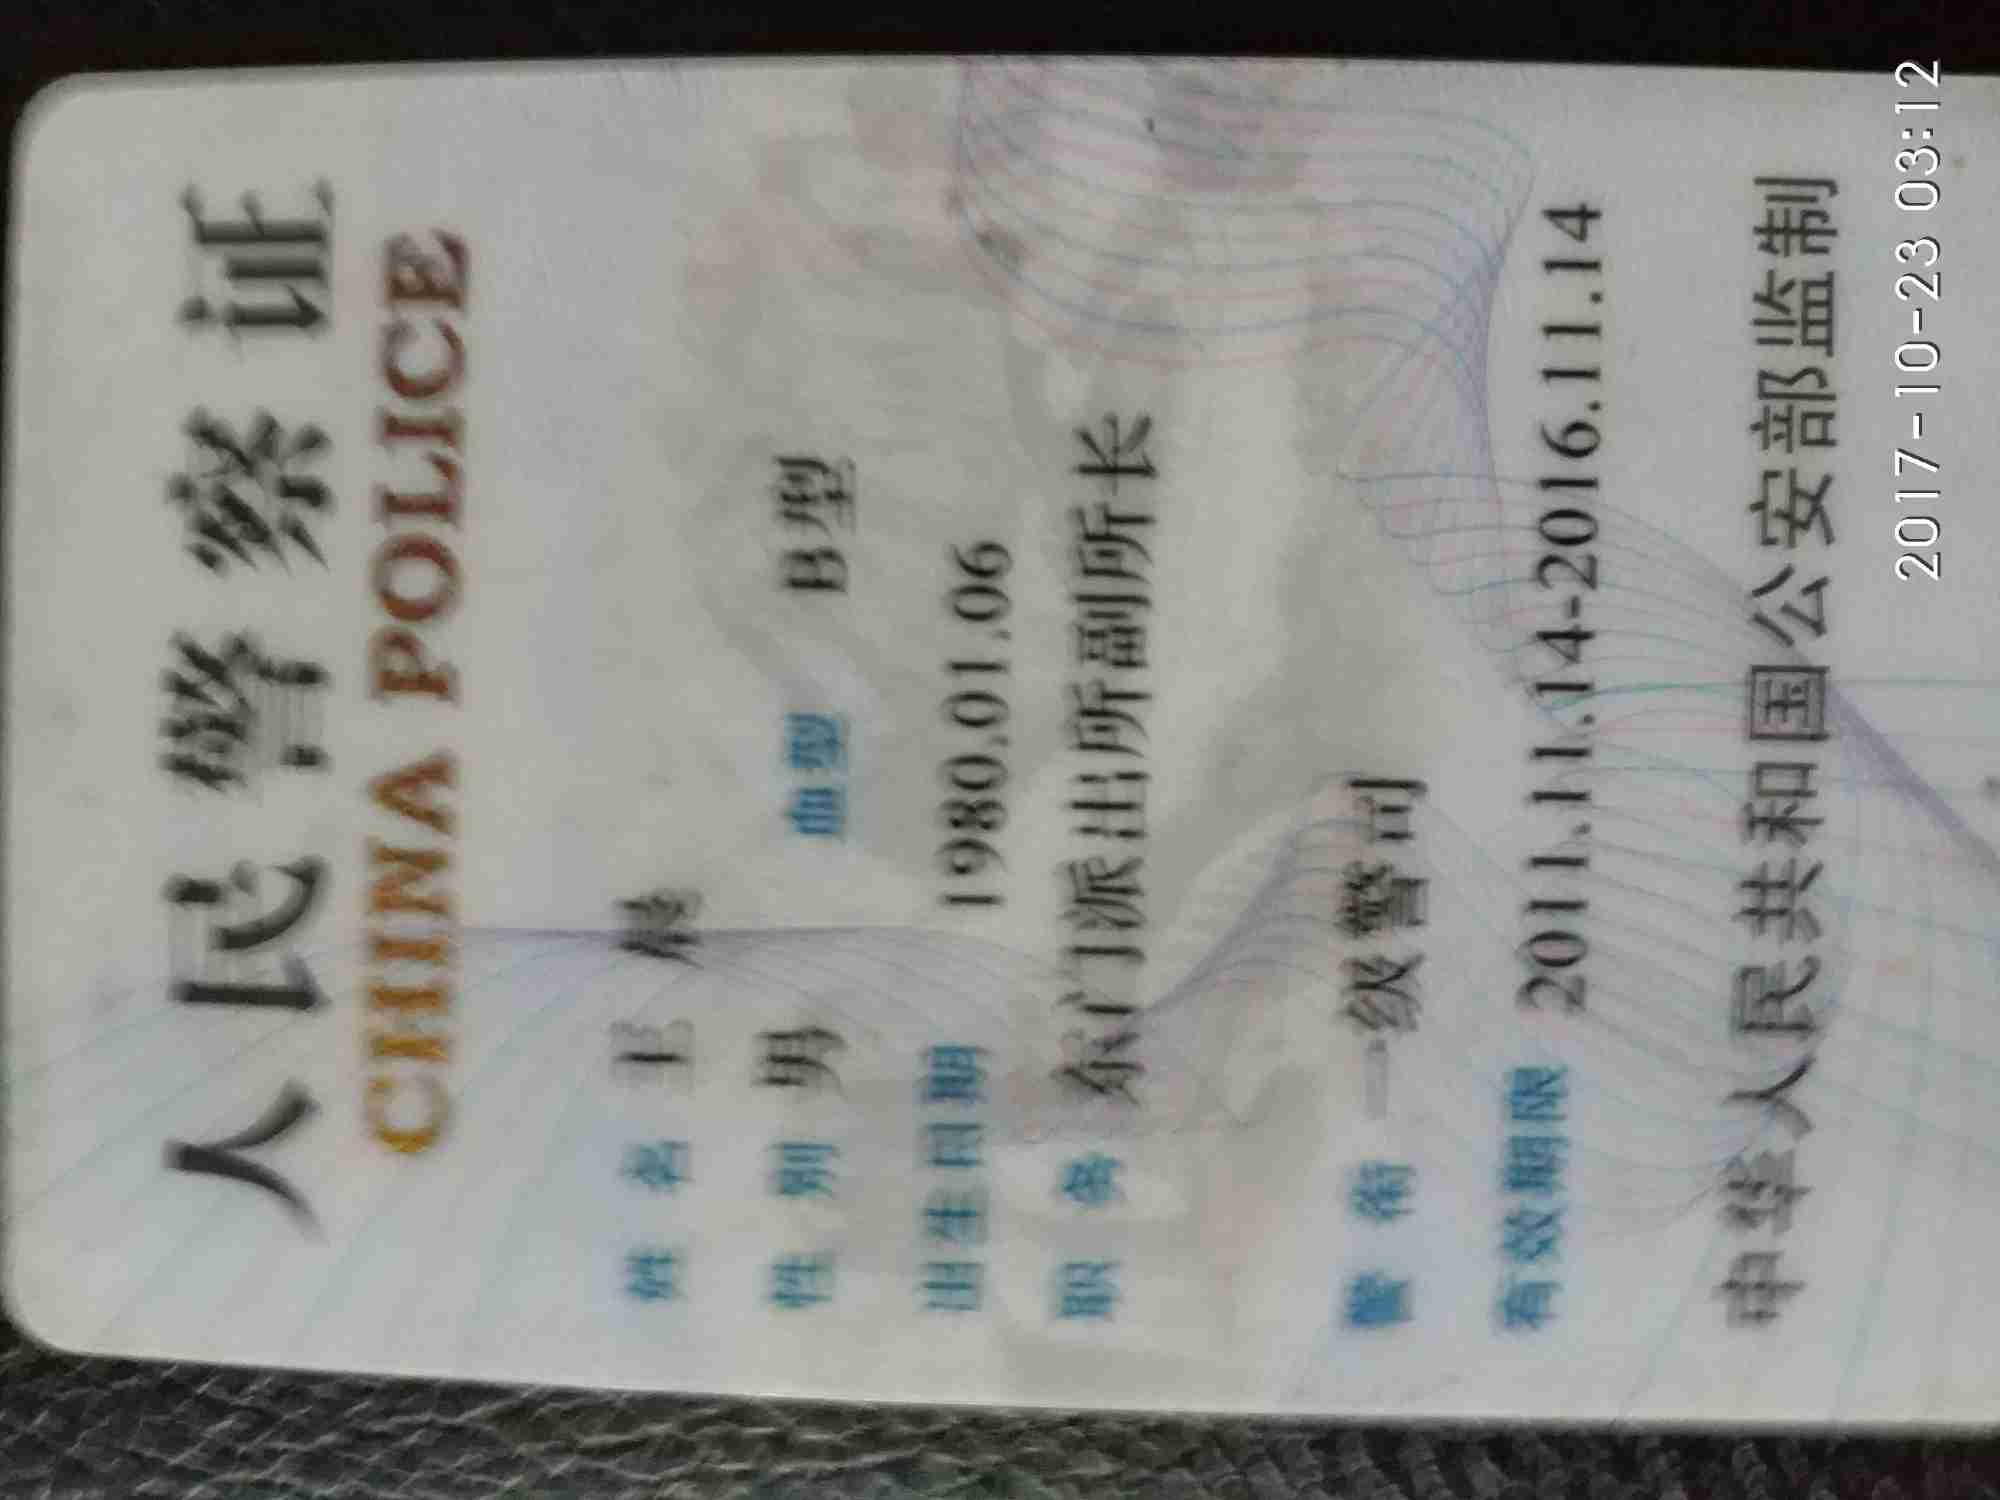 人民警察证
CHINA POLICE
姓 名 王
性 别 男 血型 B型
出生日期 1980.01.06
职 务 东门派出所副所长
警 衔 一级警司
有效期限 2011.11.14-2016.11.14
中华人民共和国公安部监制
2017-10-23 03:12